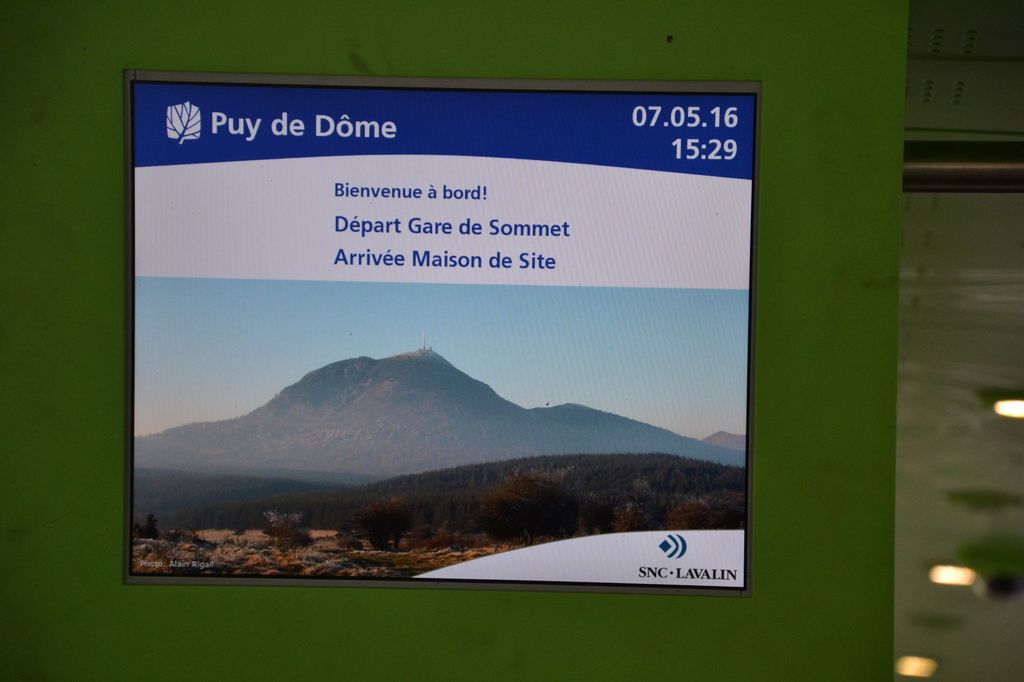 Puy de Dôme
07.05.16
15:29
Bienvenue à bord!
Départ Gare de Sommet
Arrivée Maison de Site
Photo: Alain Rigall
SNC·LAVALIN